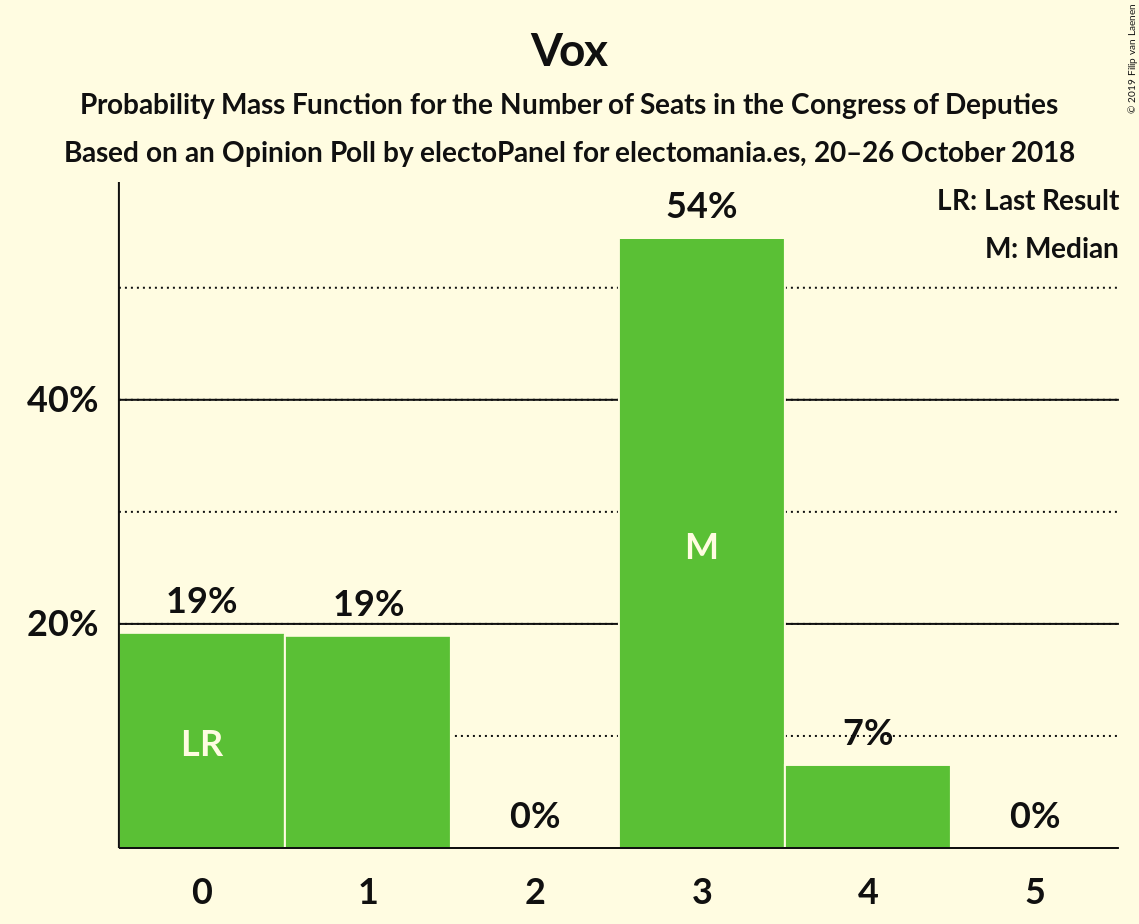 Vox
Probability Mass Function for the Number of Seats in the Congress of Deputies
Based on an Opinion Poll by electoPanel for electomania.es, 20–26 October 2018
© 2019 Filip van Laenen
LR: Last Result
M: Median
54%
40%
M
19%
19%
20%
LR
7%
0%
0%
0
1
2
3
4
5